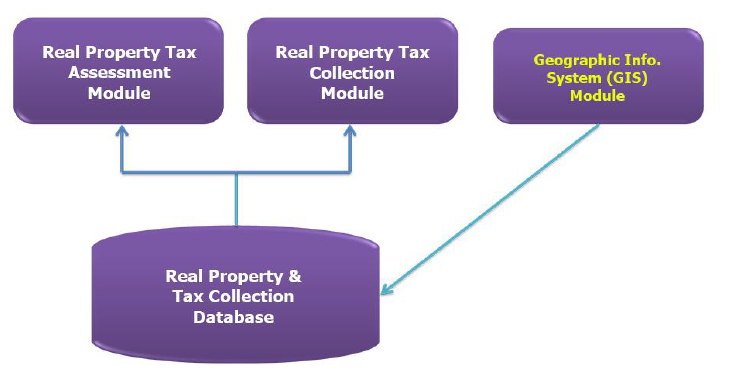 Real Property Tax
Assessment
Module
Real Property Tax
Collection
Module
Geographic Info.
System (GIS)
Module
Real Property &
Tax Collection
Database